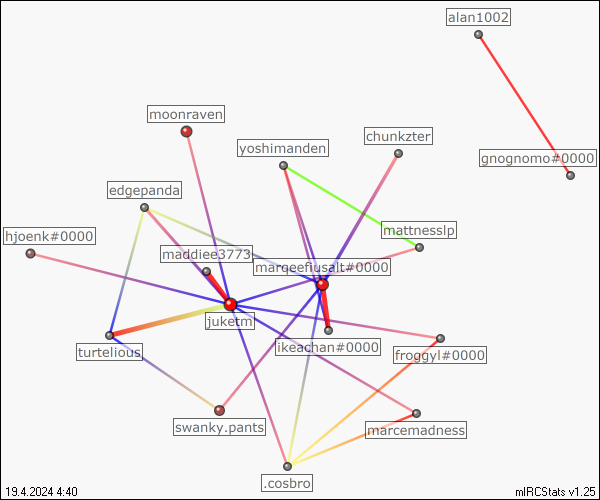 alan1002
moonraven
chunkzter
yoshimanden
gnognomo#0000
edgepanda
mattnesslp
hjoenk#0000
maddiee3773
margeefiusalt#0000
juketm
ikeachan#0000
turtelious
froggyl#0000
swanky.pants
marcemadness
.cosbro
19.4.2024 4:40
mIRCStats v1.25